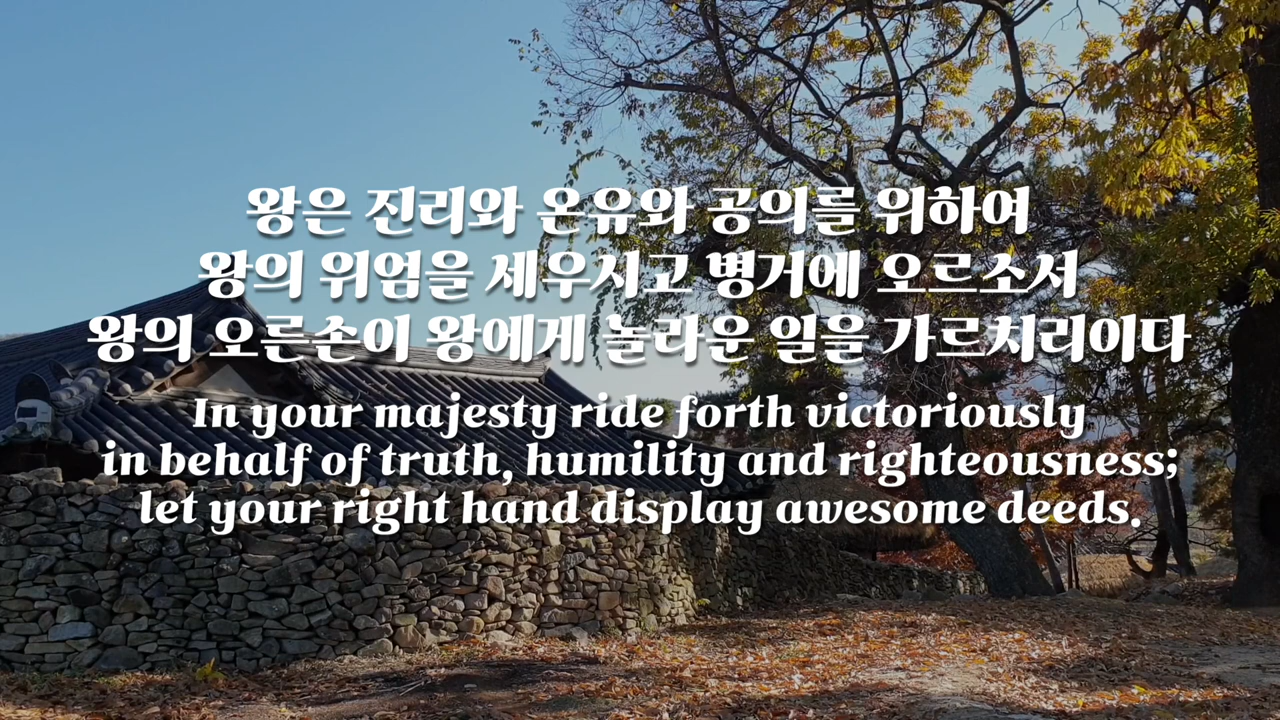 왕은 진리와 온유와 공의를 위하여
왕의 위엄을 세우시고 병거에 오르소서
왕의 오른손이 왕에게 놀라운 일을 가르치리이다
In your majesty ride forth victoriously
in behalf of truth, humility and righteousness;
let your right hand display awesome deeds.